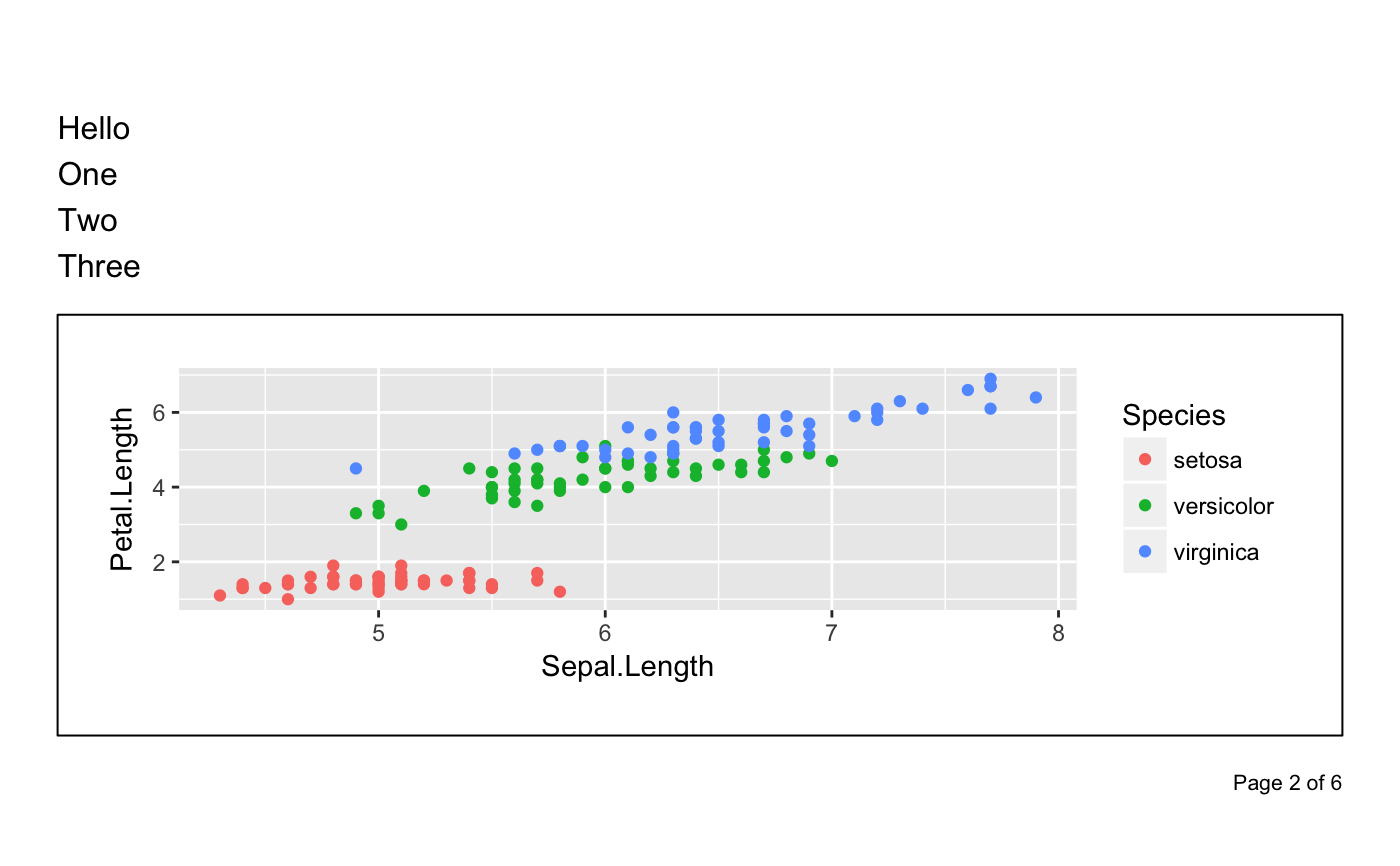 Hello
One
Two
Three
Petal.Length
6
4
2
5 6 7 8
Sepal.Length
Species
setosa
versicolor
virginica
Page 2 of 6